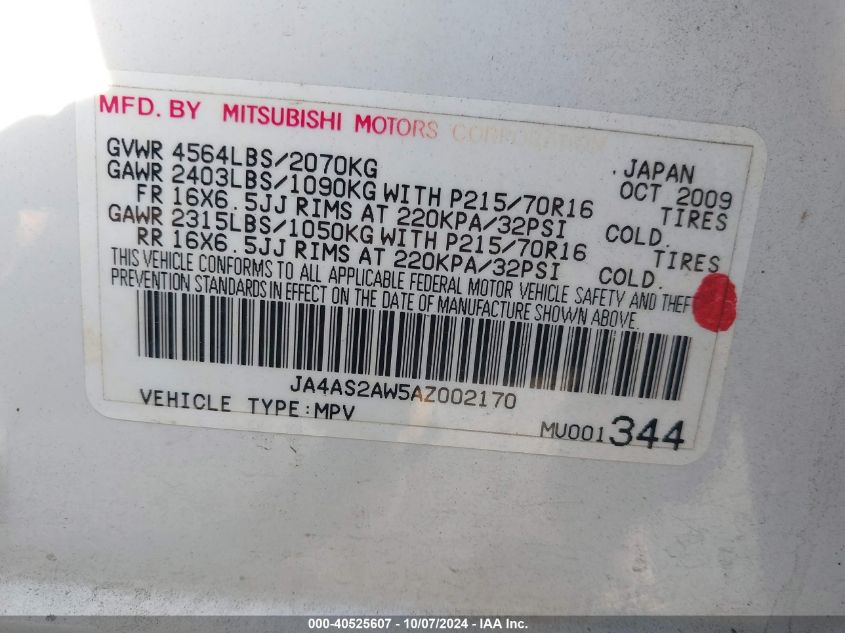 MFD. BY MITSUBISHI MOTORS CORPORATION
GVWR 4564LBS/2070KG . JAPAN
GAWR 2403LBS/1090KG WITH P215/70R16 OCT 2009
FR 16X6.5JJ RIMS AT 220KPA/32PSI TIRES
GAWR 2315LBS/1050KG WITH P215/70R16 COLD.
RR 16X6.5JJ RIMS AT 220KPA/32PSI TIRES
COLD.
THIS VEHICLE CONFORMS TO ALL APPLICABLE FEDERAL MOTOR VEHICLE SAFETY AND THEFT
PREVENTION STANDARDS IN EFFECT ON THE DATE OF MANUFACTURE SHOWN ABOVE.
JA4AS2AW5AZ002170
VEHICLE TYPE:MPV
MU001344
000-40525607 - 10/07/2024 - IAA Inc.